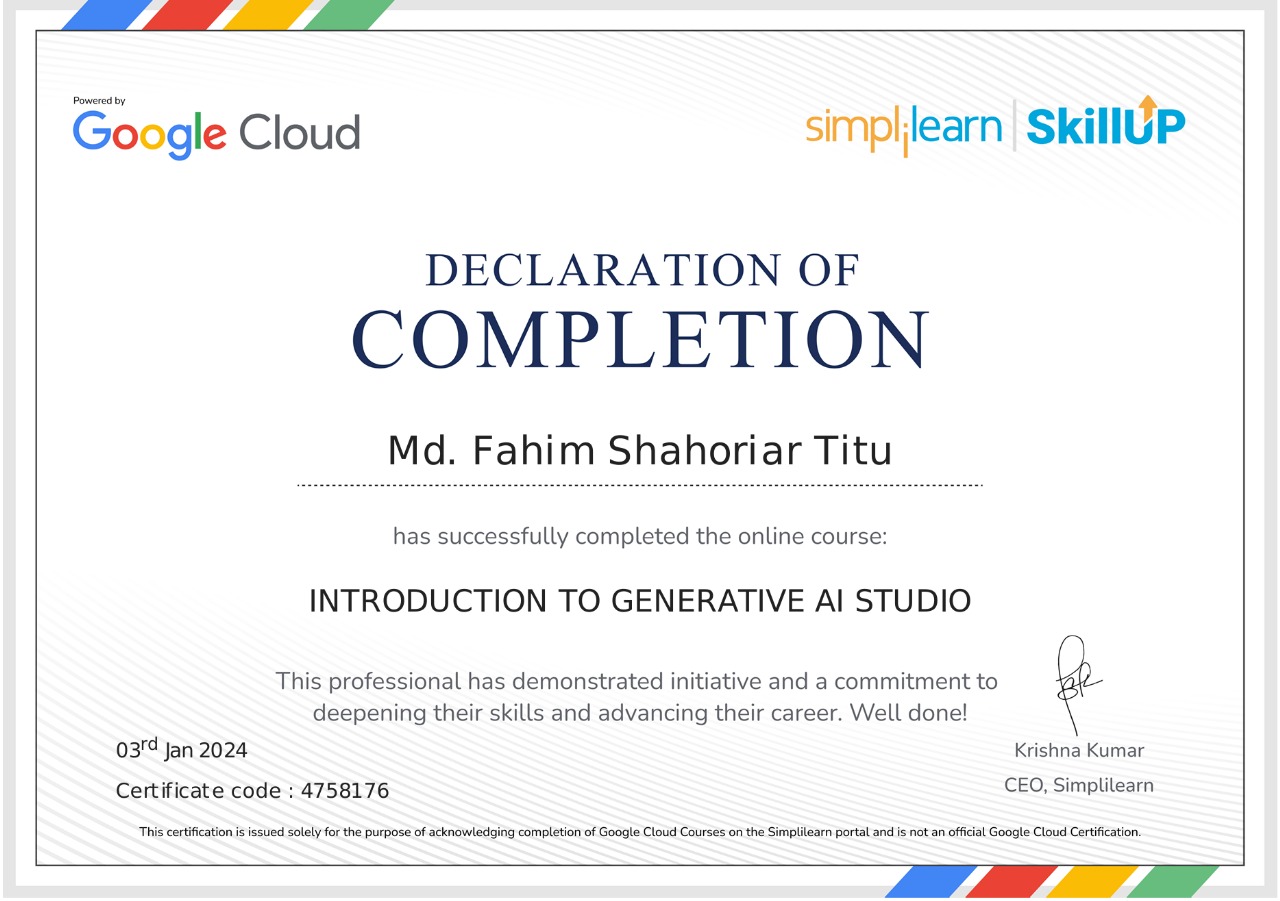 Powered by
Google Cloud
simplilearn | SkillUP
DECLARATION OF
COMPLETION
Md. Fahim Shahoriar Titu
has successfully completed the online course:
INTRODUCTION TO GENERATIVE AI STUDIO
This professional has demonstrated initiative and a commitment to
deepening their skills and advancing their career. Well done!
03rd Jan 2024
Certificate code : 4758176
Krishna Kumar
CEO, Simplilearn
This certification is issued solely for the purpose of acknowledging completion of Google Cloud Courses on the Simplilearn portal and is not an official Google Cloud Certification.